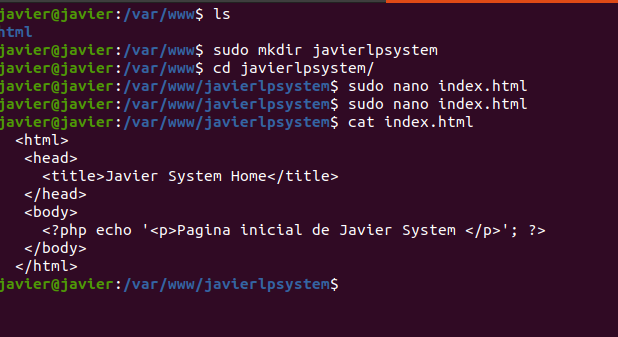 javier@javier:/var/www$ ls
html
javier@javier:/var/www$ sudo mkdir javierlpsystem
javier@javier:/var/www$ cd javierlpsystem/
javier@javier:/var/www/javierlpsystem$ sudo nano index.html
javier@javier:/var/www/javierlpsystem$ sudo nano index.html
javier@javier:/var/www/javierlpsystem$ cat index.html
<html>
<head>
<title>Javier System Home</title>
</head>
<body>
<?php echo '<p>Pagina inicial de Javier System </p>'; ?>
</body>
</html>
javier@javier:/var/www/javierlpsystem$